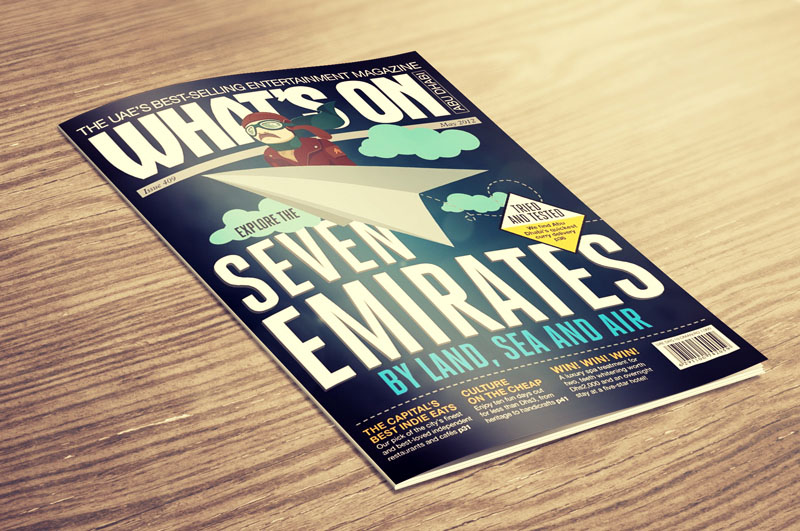 THE UAE'S BEST-SELLING ENTERTAINMENT MAGAZINE
WHAT'S ON
ABU DHABI
Issue 409
May 2012
EXPLORE THE
SEVEN
EMIRATES
BY LAND, SEA AND AIR
TRIED
AND TESTED
We find Abu
Dhabi's quickest
curry delivery
p36
THE CAPITAL'S
BEST INDIE EATS
Our pick of the city's finest
and best-loved independent
restaurants and cafés p31
CULTURE
ON THE CHEAP
Enjoy ten fun days out
for less than Dhs3, from
heritage to handicrafts p41
WIN! WIN! WIN!
A luxury spa treatment for
two, teeth whitening worth
Dhs2,000 and an overnight
stay at a five-star hotel!